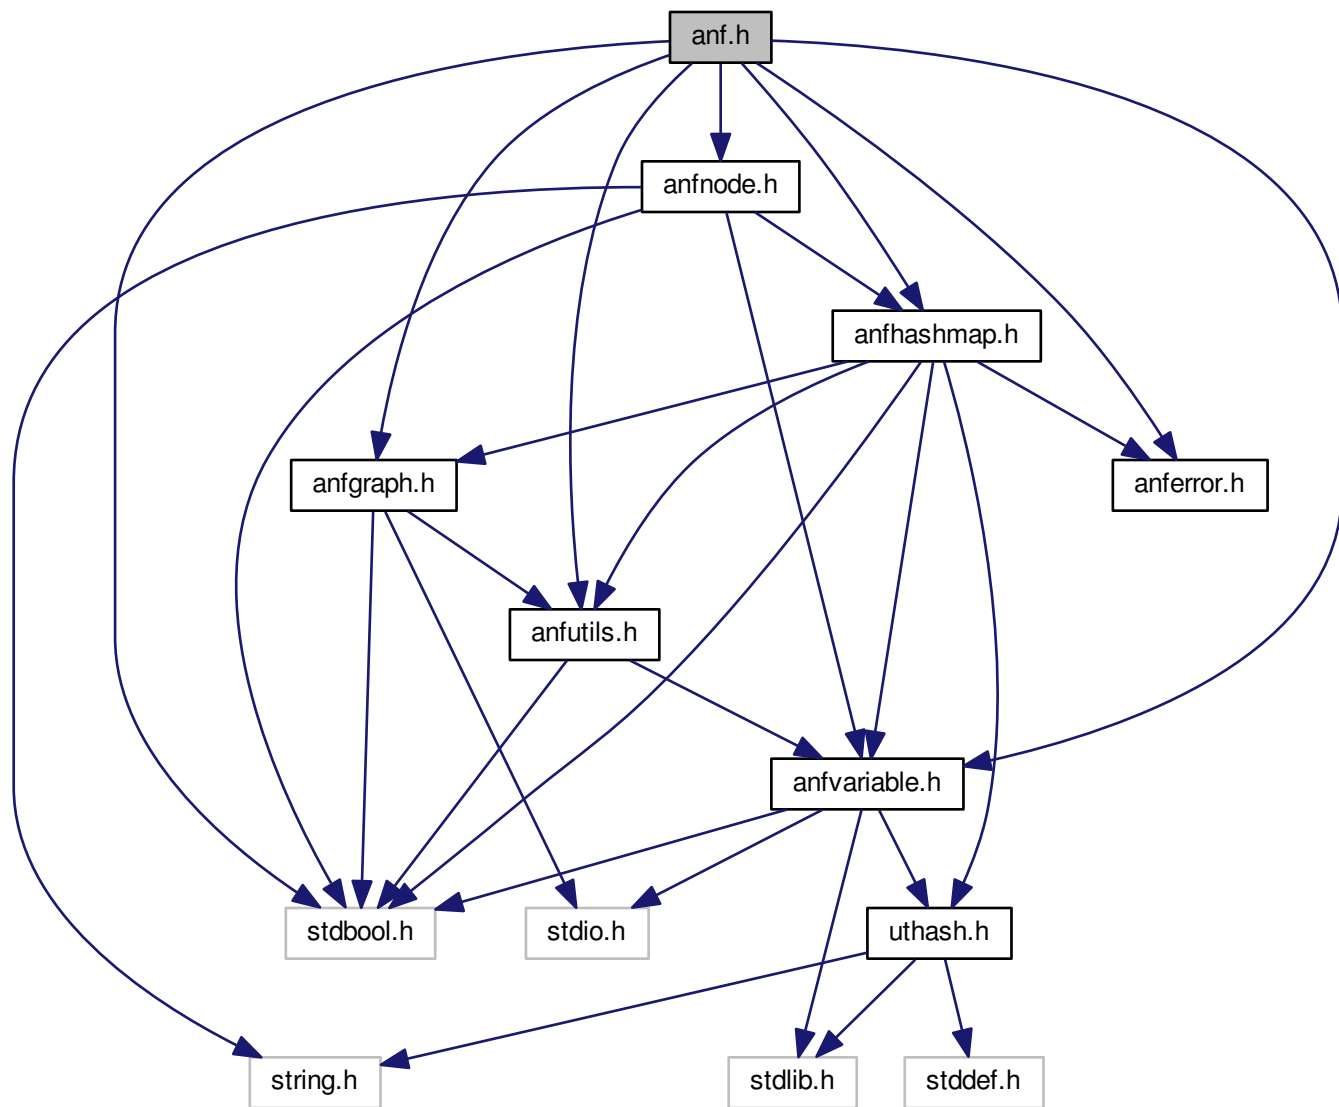 anf.h
anfnode.h
anfhashmap.h
anfgraph.h
anferror.h
anfutils.h
anfvariable.h
stdbool.h
stdio.h
uthash.h
string.h
stdlib.h
stddef.h